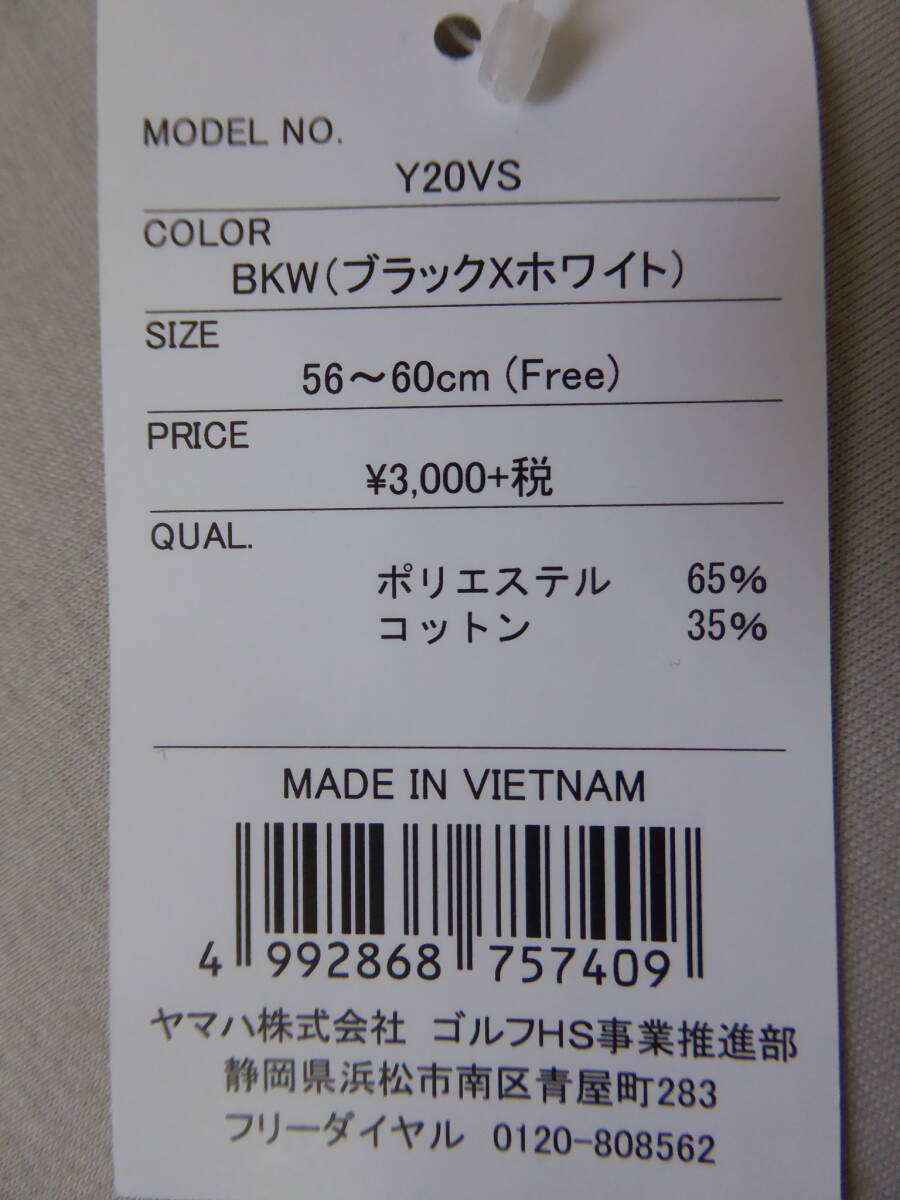 MODEL NO.
Y20VS
COLOR
BKW(ブラックXホワイト)
SIZE
56～60cm (Free)
PRICE
¥3,000+税
QUAL.
ポリエステル 65%
コットン 35%
MADE IN VIETNAM
4 992868 757409
ヤマハ株式会社 ゴルフHS事業推進部
静岡県浜松市南区青屋町283
フリーダイヤル 0120-808562